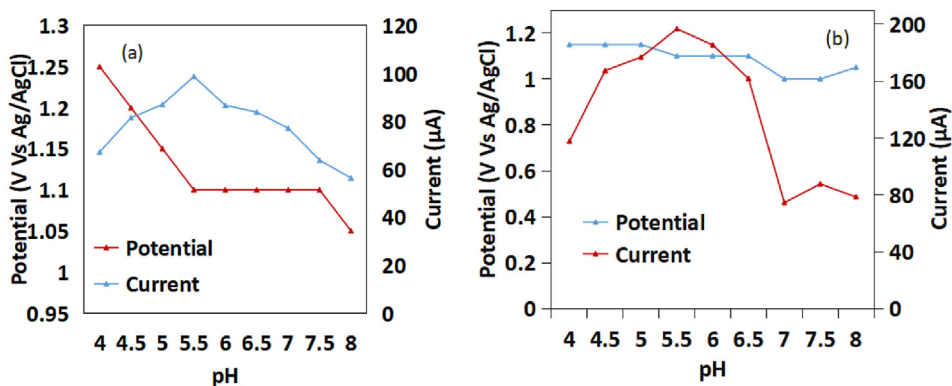 (a)
Potential (V Vs Ag/AgCl)
1.3
1.25
1.2
1.15
1.1
1.05
1
0.95
120
100
80
60
40
20
0
Current (µA)
Potential
Current
4 4.5 5 5.5 6 6.5 7 7.5 8
pH
(b)
Potential (V Vs Ag/AgCl)
1.2
1
0.8
0.6
0.4
0.2
0
200
160
120
80
40
0
Current (µA)
Potential
Current
4 4.5 5 5.5 6 6.5 7 7.5 8
pH